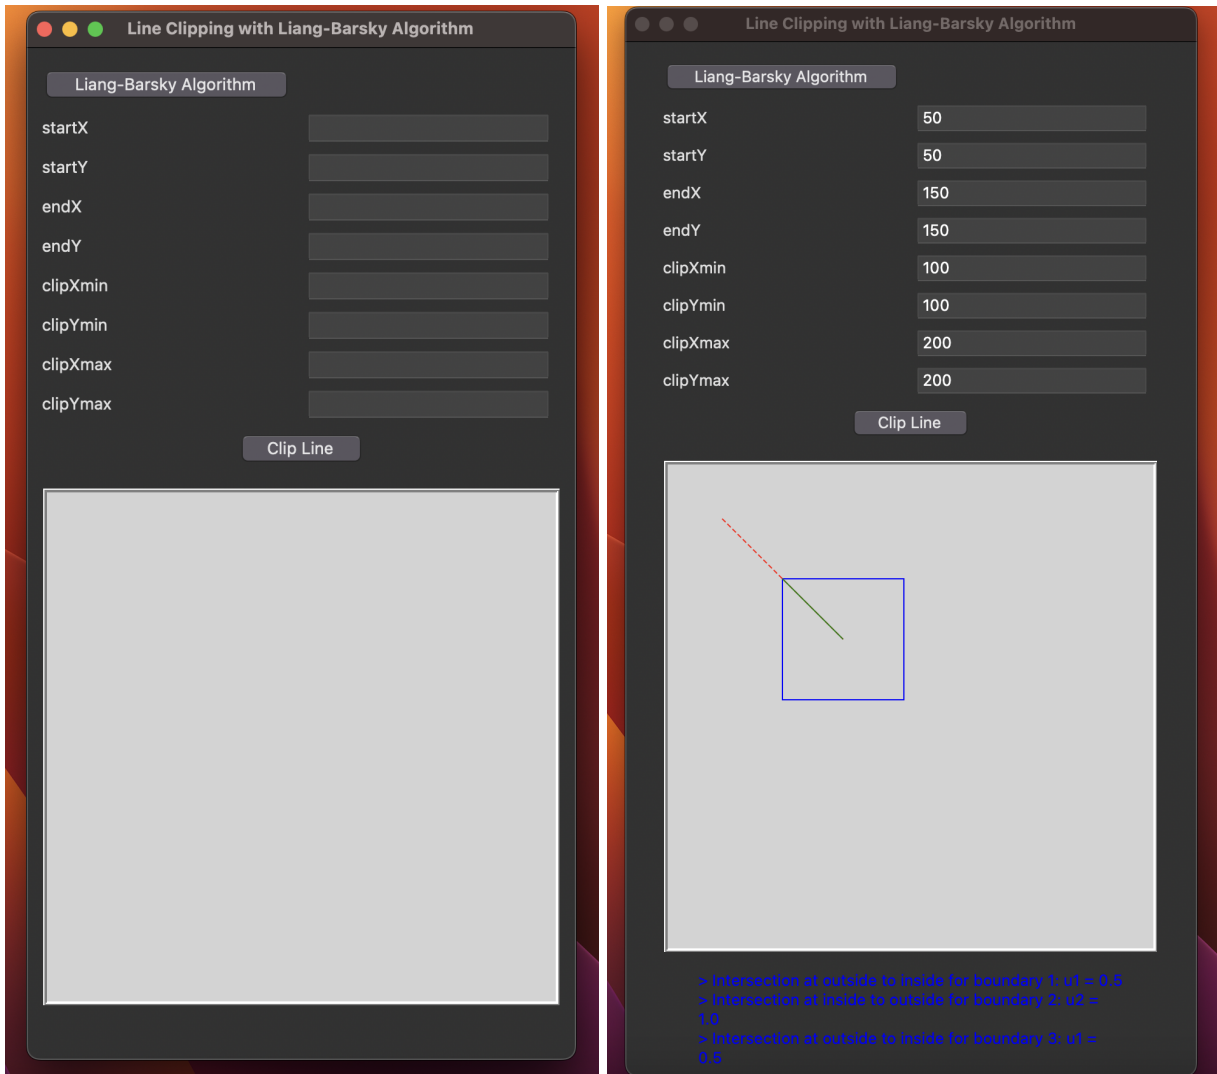 Line Clipping with Liang-Barsky Algorithm
Liang-Barsky Algorithm
startX
startY
endX
endY
clipXmin
clipYmin
clipXmax
clipYmax
Clip Line
Line Clipping with Liang-Barsky Algorithm
Liang-Barsky Algorithm
startX 50
startY 50
endX 150
endY 150
clipXmin 100
clipYmin 100
clipXmax 200
clipYmax 200
Clip Line
> Intersection at outside to inside for boundary 1: u1 = 0.5
> Intersection at inside to outside for boundary 2: u2 =
1.0
> Intersection at outside to inside for boundary 3: u1 =
0.5